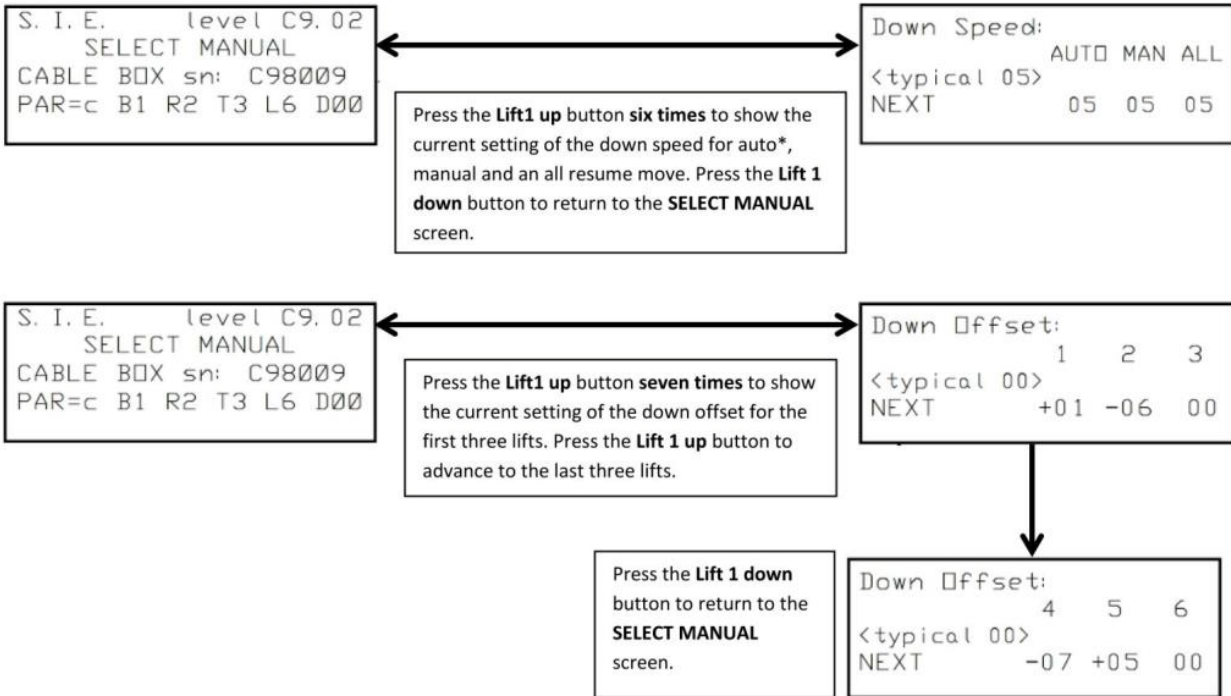 S. I. E. level C9.02
SELECT MANUAL
CABLE BOX sn: C98009
PAR=c B1 R2 T3 L6 D00
Press the Lift1 up button six times to show the
current setting of the down speed for auto*,
manual and an all resume move. Press the Lift 1
down button to return to the SELECT MANUAL
screen.
Down Speed:
AUTO MAN ALL
<typical 05>
NEXT 05 05 05
S. I. E. level C9.02
SELECT MANUAL
CABLE BOX sn: C98009
PAR=c B1 R2 T3 L6 D00
Press the Lift1 up button seven times to show
the current setting of the down offset for the
first three lifts. Press the Lift 1 up button to
advance to the last three lifts.
Down Offset:
1 2 3
<typical 00>
NEXT +01 -06 00
Press the Lift 1 down
button to return to the
SELECT MANUAL
screen.
Down Offset:
4 5 6
<typical 00>
NEXT -07 +05 00